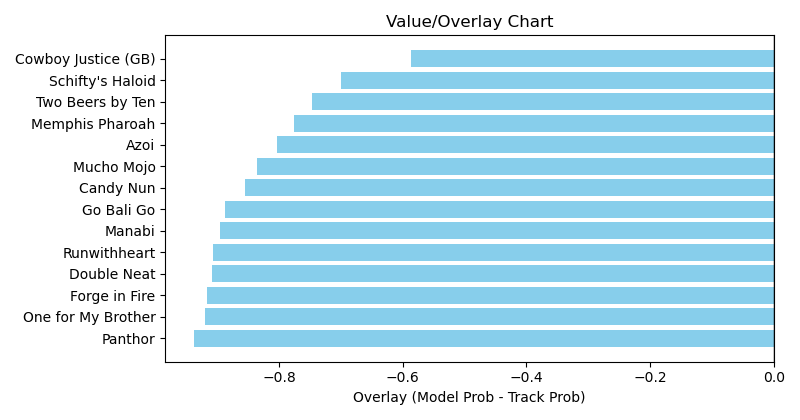 Value/Overlay Chart
Cowboy Justice (GB)
Schifty's Haloid
Two Beers by Ten
Memphis Pharoah
Azoi
Mucho Mojo
Candy Nun
Go Bali Go
Manabi
Runwithheart
Double Neat
Forge in Fire
One for My Brother
Panthor
−0.8 −0.6 −0.4 −0.2 0.0
Overlay (Model Prob - Track Prob)